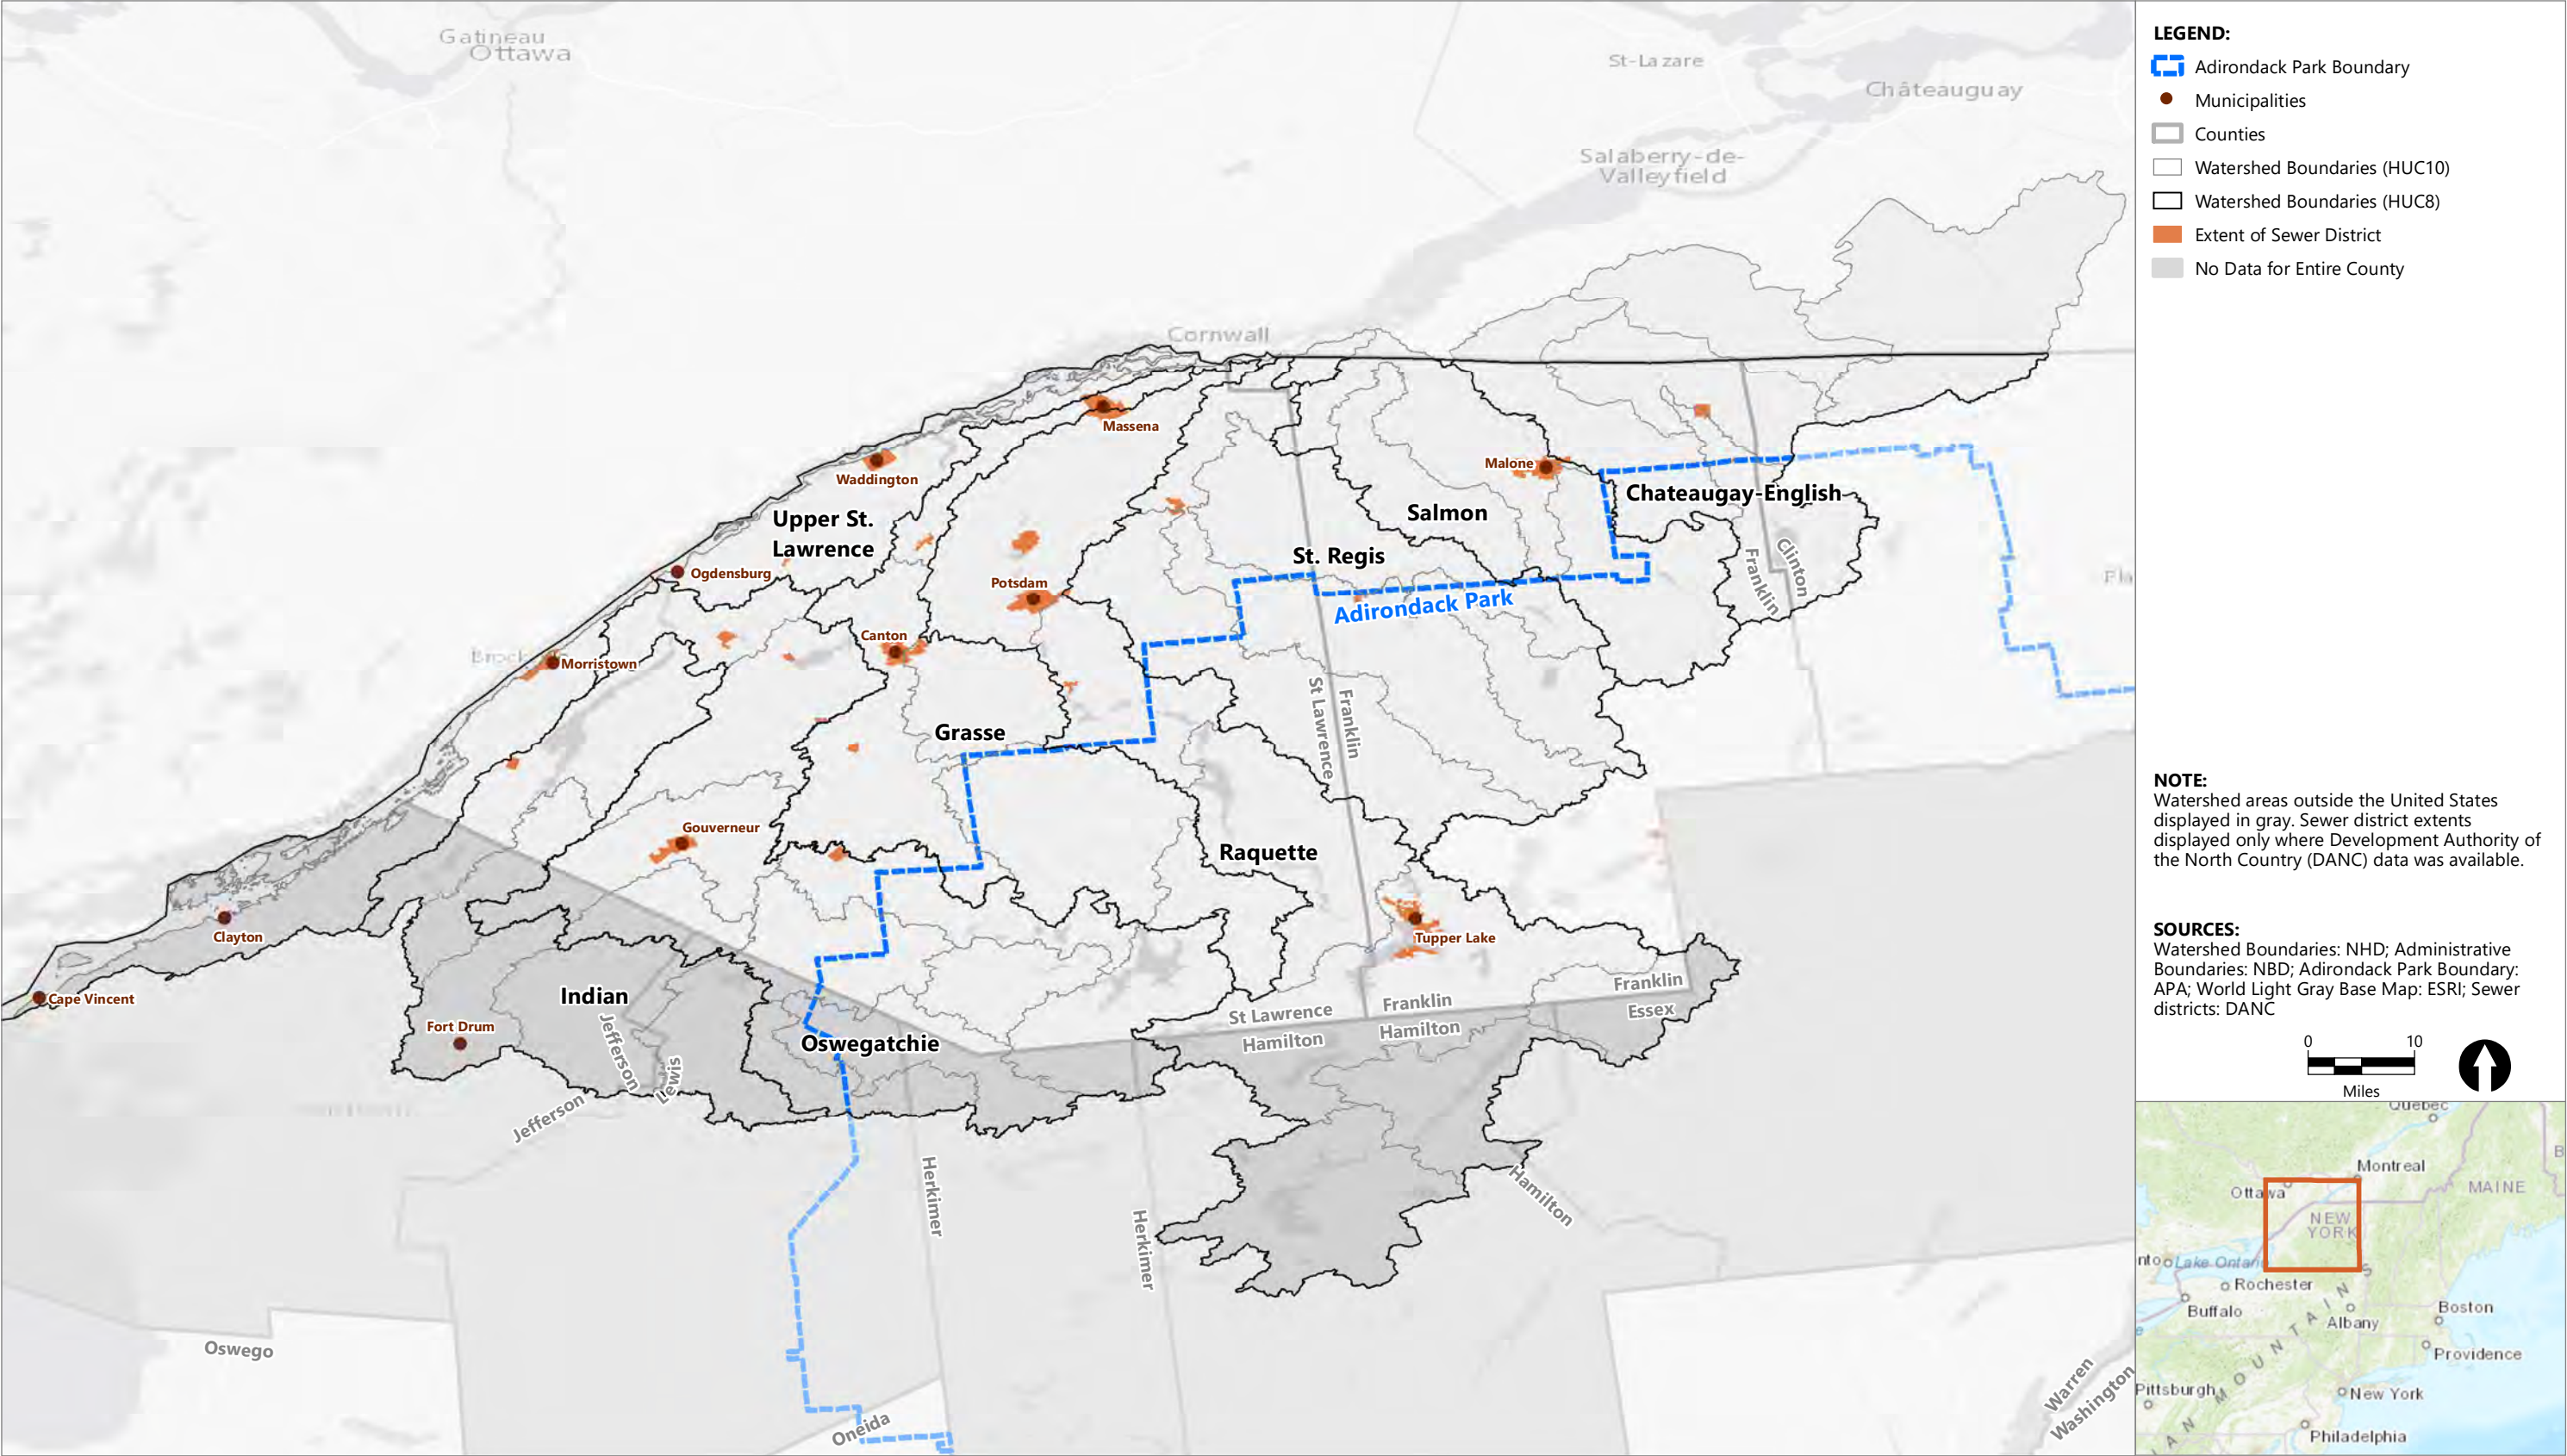 Gatineau
Ottawa
St-Lazare
Châteauguay
Salaberry-de-
Valleyfield
Cornwall
Massena
Waddington
Malone
Chateaugay-English
Upper St.
Lawrence
Salmon
St. Regis
Ogdensburg
Potsdam
Adirondack Park
Franklin
Clinton
Canton
Morristown
St Lawrence
Franklin
Grasse
Gouverneur
Raquette
Clayton
Tupper Lake
Cape Vincent
Indian
Fort Drum
Jefferson
Lewis
Jefferson
Oswegatchie
St Lawrence
Hamilton
Franklin
Hamilton
Franklin
Essex
Herkimer
Herkimer
Hamilton
Oswego
Oneida
Warren
Washington
LEGEND:
Adirondack Park Boundary
Municipalities
Counties
Watershed Boundaries (HUC10)
Watershed Boundaries (HUC8)
Extent of Sewer District
No Data for Entire County
NOTE:
Watershed areas outside the United States
displayed in gray. Sewer district extents
displayed only where Development Authority of
the North Country (DANC) data was available.
SOURCES:
Watershed Boundaries: NHD; Administrative
Boundaries: NBD; Adirondack Park Boundary:
APA; World Light Gray Base Map: ESRI; Sewer
districts: DANC
0 10
Miles
Quebec
Montreal
Ottawa
MAINE
NEW
YORK
nto
Lake Ontari
Rochester
Buffalo
Boston
Albany
Providence
Pittsburgh
New York
Philadelphia
AN MOUNTAINS